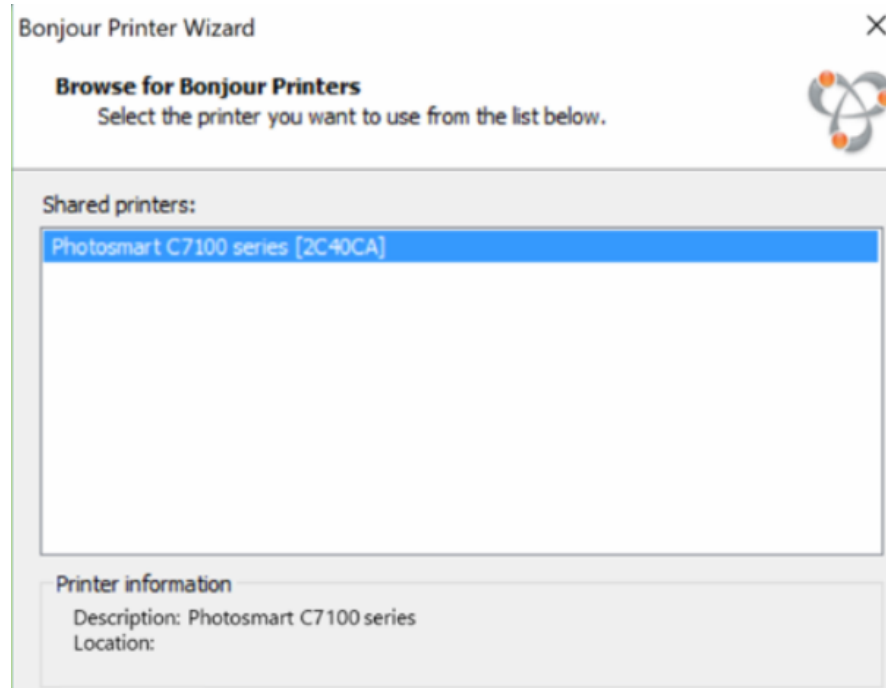 Bonjour Printer Wizard
Browse for Bonjour Printers
Select the printer you want to use from the list below.
Shared printers:
Photosmart C7100 series [2C40CA]
Printer information
Description: Photosmart C7100 series
Location: